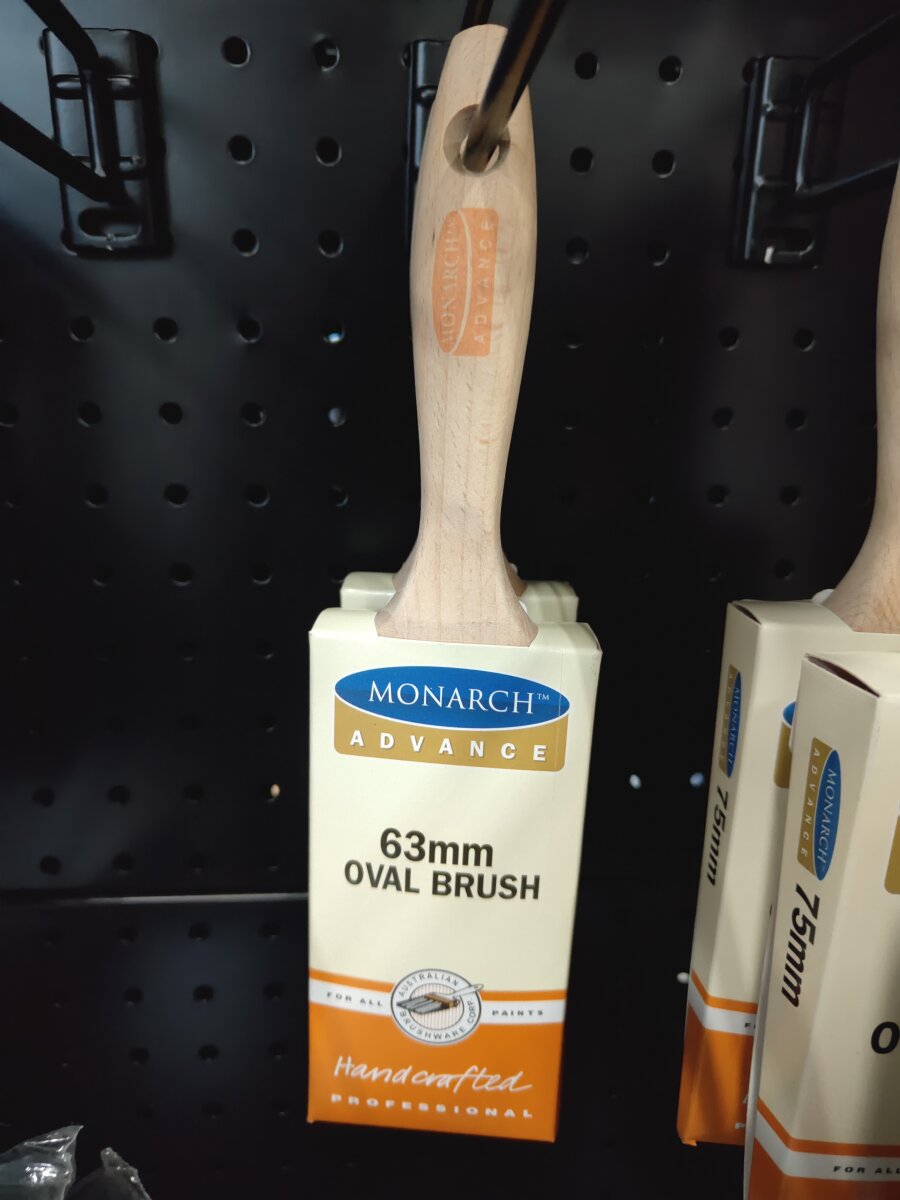 MONARCH™
ADVANCE
MONARCH™
ADVANCE
63mm
OVAL BRUSH
AUSTRALIAN
BRUSHWARE CORP
FOR ALL PAINTS
Handcrafted
PROFESSIONAL
MONARCH
ADVANCE
75mm
MONARCH
ADVANCE
75mm
FOR ALL